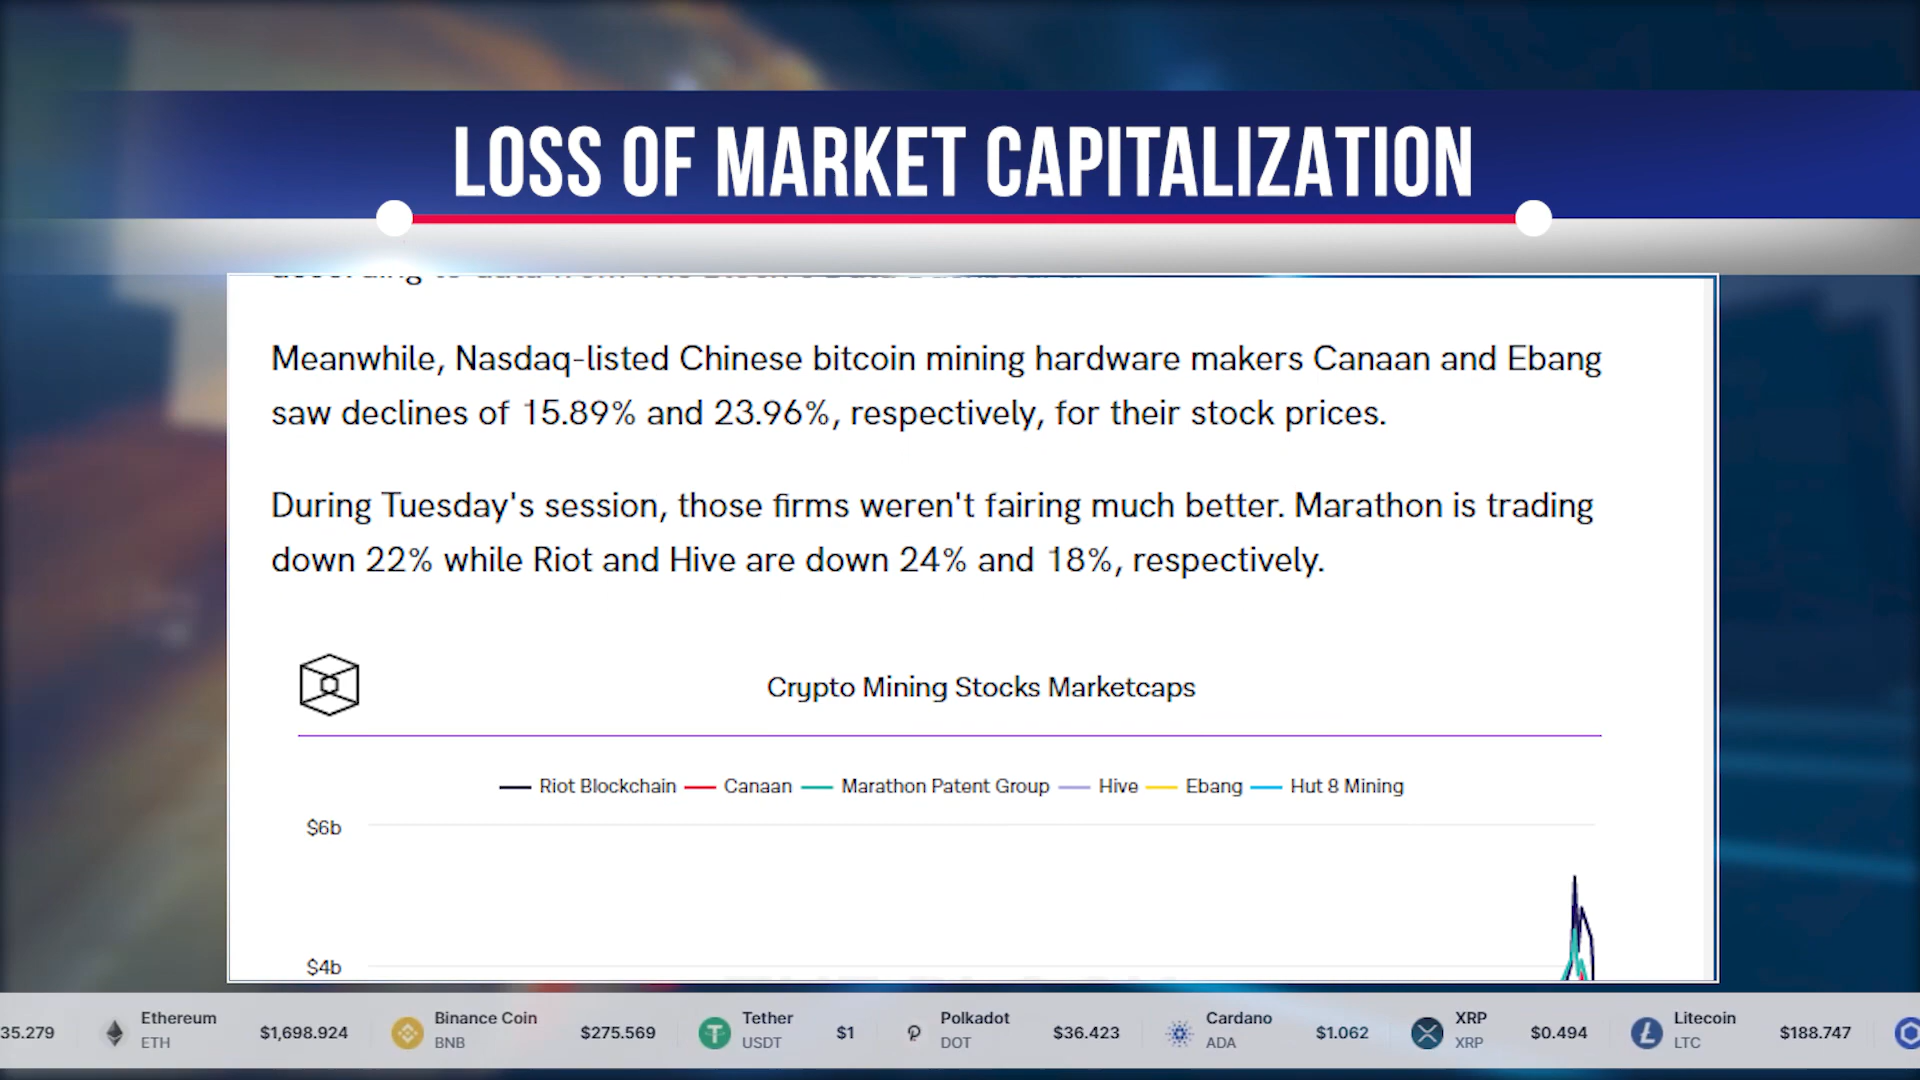 LOSS OF MARKET CAPITALIZATION
Meanwhile, Nasdaq-listed Chinese bitcoin mining hardware makers Canaan and Ebang
saw declines of 15.89% and 23.96%, respectively, for their stock prices.
During Tuesday's session, those firms weren't fairing much better. Marathon is trading
down 22% while Riot and Hive are down 24% and 18%, respectively.
Crypto Mining Stocks Marketcaps
Riot Blockchain Canaan Marathon Patent Group Hive Ebang Hut 8 Mining
$6b
$4b
35.279 Ethereum ETH $1,698.924 Binance Coin BNB $275.569 Tether USDT $1 Polkadot DOT $36.423 Cardano ADA $1.062 XRP XRP $0.494 Litecoin LTC $188.747